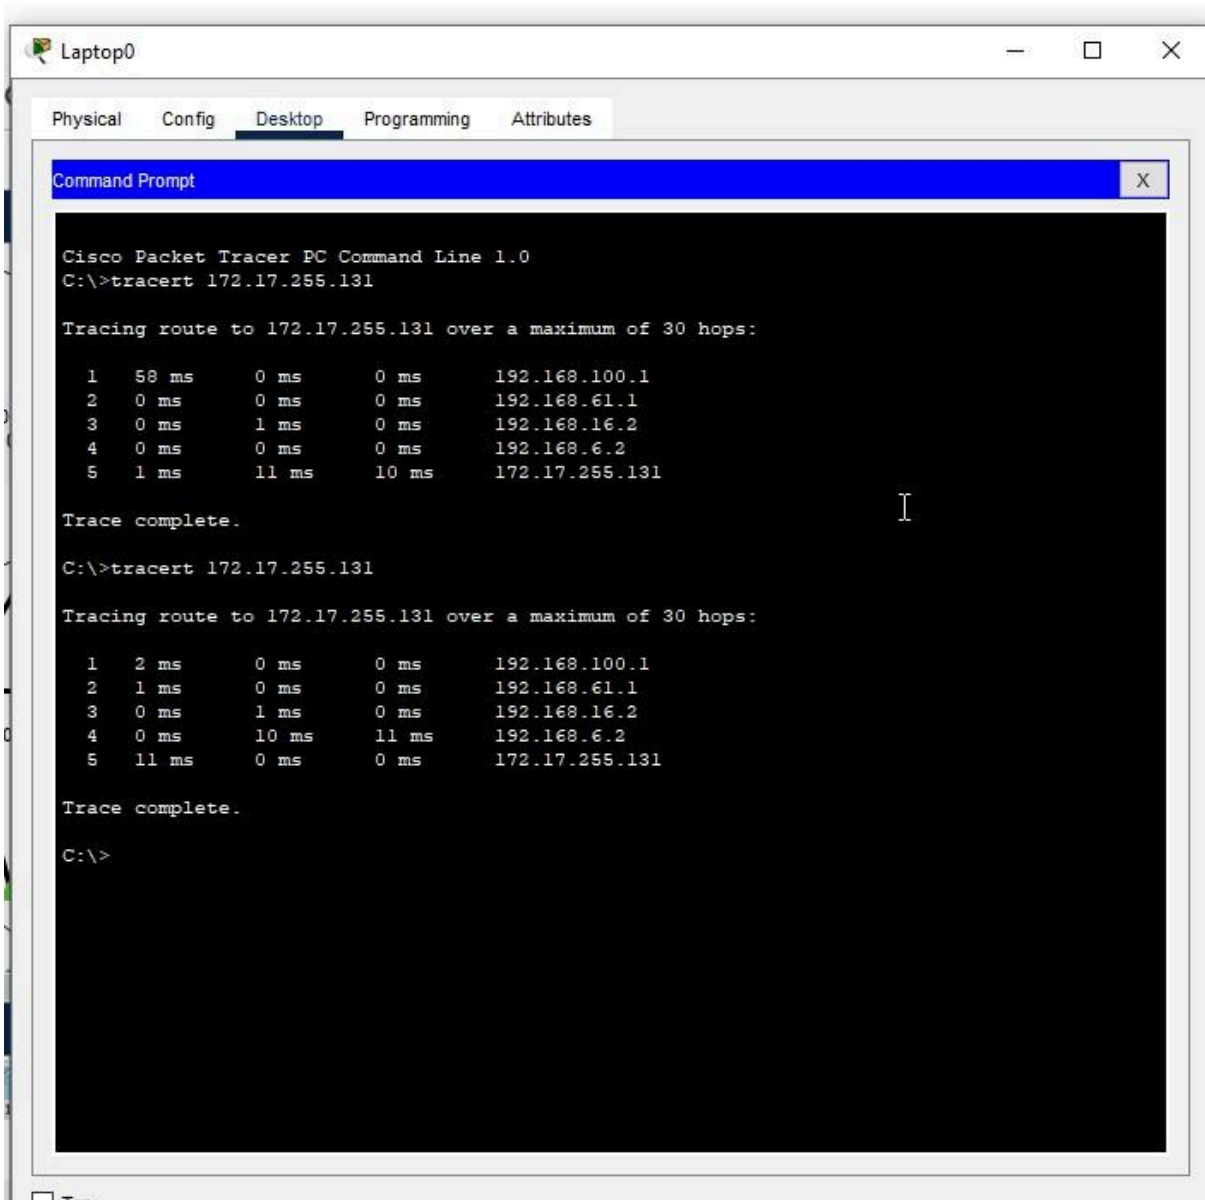 Laptop0
Physical Config Desktop Programming Attributes
Command Prompt X
Cisco Packet Tracer PC Command Line 1.0
C:\>tracert 172.17.255.131
Tracing route to 172.17.255.131 over a maximum of 30 hops:
1 58 ms 0 ms 0 ms 192.168.100.1
2 0 ms 0 ms 0 ms 192.168.61.1
3 0 ms 1 ms 0 ms 192.168.16.2
4 0 ms 0 ms 0 ms 192.168.6.2
5 1 ms 11 ms 10 ms 172.17.255.131
Trace complete.
C:\>tracert 172.17.255.131
Tracing route to 172.17.255.131 over a maximum of 30 hops:
1 2 ms 0 ms 0 ms 192.168.100.1
2 1 ms 0 ms 0 ms 192.168.61.1
3 0 ms 1 ms 0 ms 192.168.16.2
4 0 ms 10 ms 11 ms 192.168.6.2
5 11 ms 0 ms 0 ms 172.17.255.131
Trace complete.
C:\>